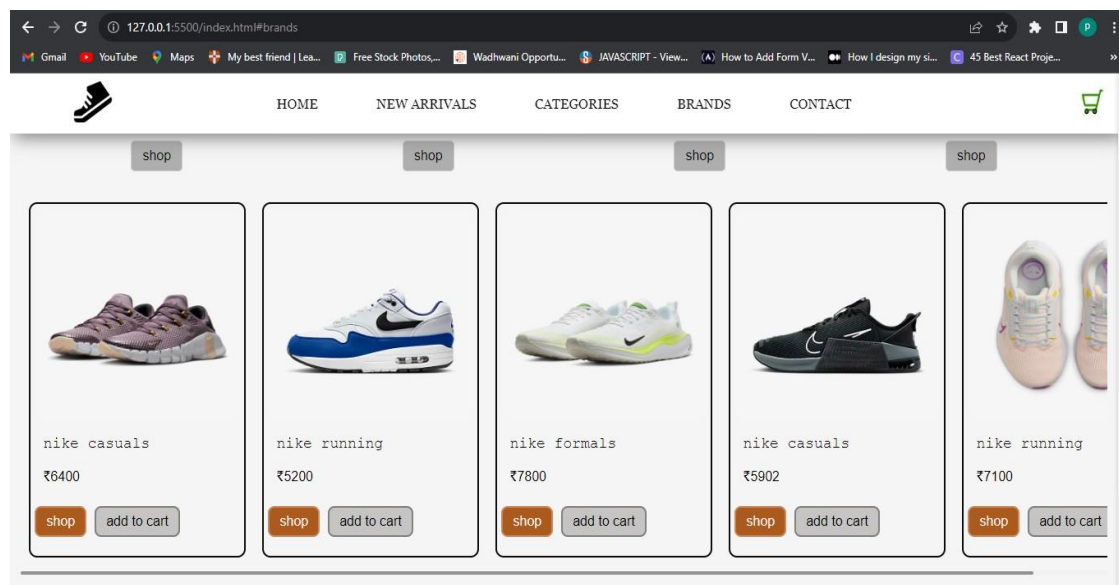 127.0.0.1:5500/index.html#brands
P
Gmail YouTube Maps My best friend | Lea... Free Stock Photos,... Wadhwani Opportu... JAVASCRIPT - View... How to Add Form V... How I design my si... 45 Best React Proje... »
HOME NEW ARRIVALS CATEGORIES BRANDS CONTACT
shop shop shop shop
nike casuals nike running nike formals nike casuals nike running
₹6400 ₹5200 ₹7800 ₹5902 ₹7100
shop add to cart shop add to cart shop add to cart shop add to cart shop add to cart